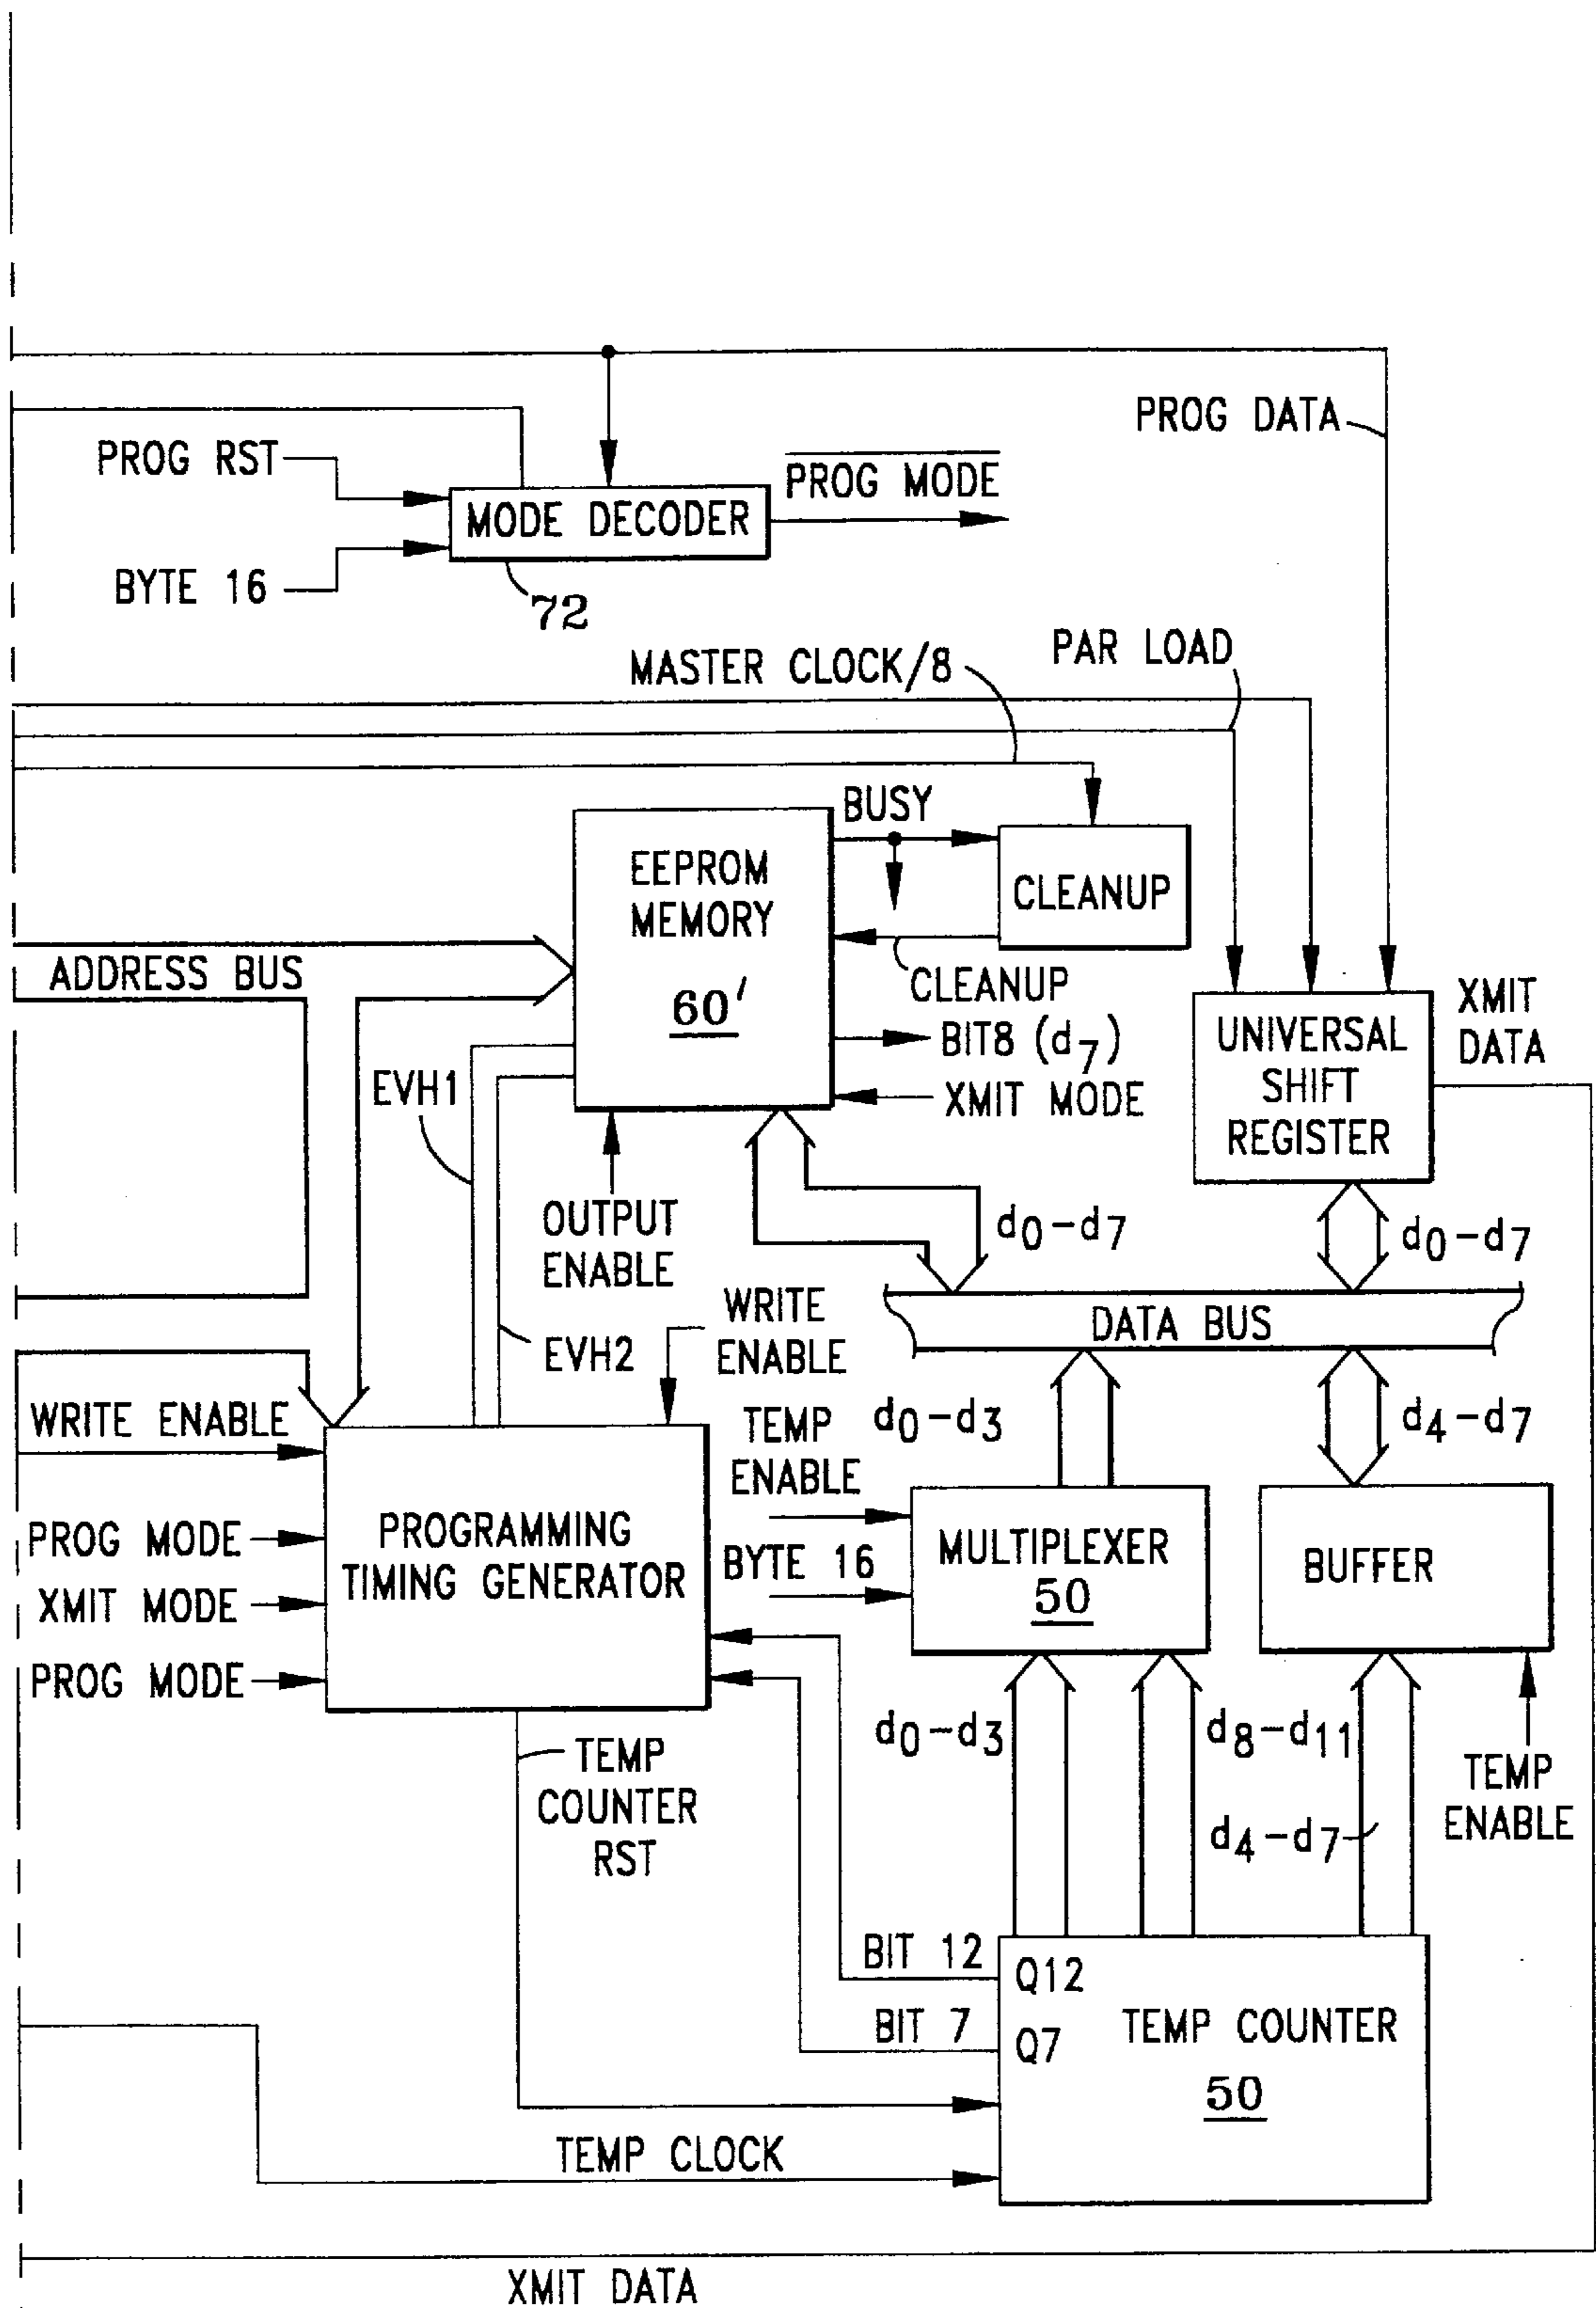 PROG DATA
PROG RST
PROG MODE
MODE DECODER
BYTE 16
72
PAR LOAD
MASTER CLOCK/8
BUSY
EEPROM
MEMORY
60'
CLEANUP
ADDRESS BUS
CLEANUP
XMIT
DATA
UNIVERSAL
SHIFT
REGISTER
BIT8 (d7)
EVH1
XMIT MODE
OUTPUT
ENABLE
d0-d7
d0-d7
WRITE
ENABLE
DATA BUS
EVH2
WRITE ENABLE
TEMP
ENABLE
d0-d3
d4-d7
PROG MODE
PROGRAMMING
TIMING GENERATOR
BYTE 16
MULTIPLEXER
50
BUFFER
XMIT MODE
PROG MODE
d0-d3
d8-d11
TEMP
COUNTER
RST
TEMP
ENABLE
d4-d7
BIT 12
Q12
BIT 7
Q7
TEMP COUNTER
50
TEMP CLOCK
XMIT DATA